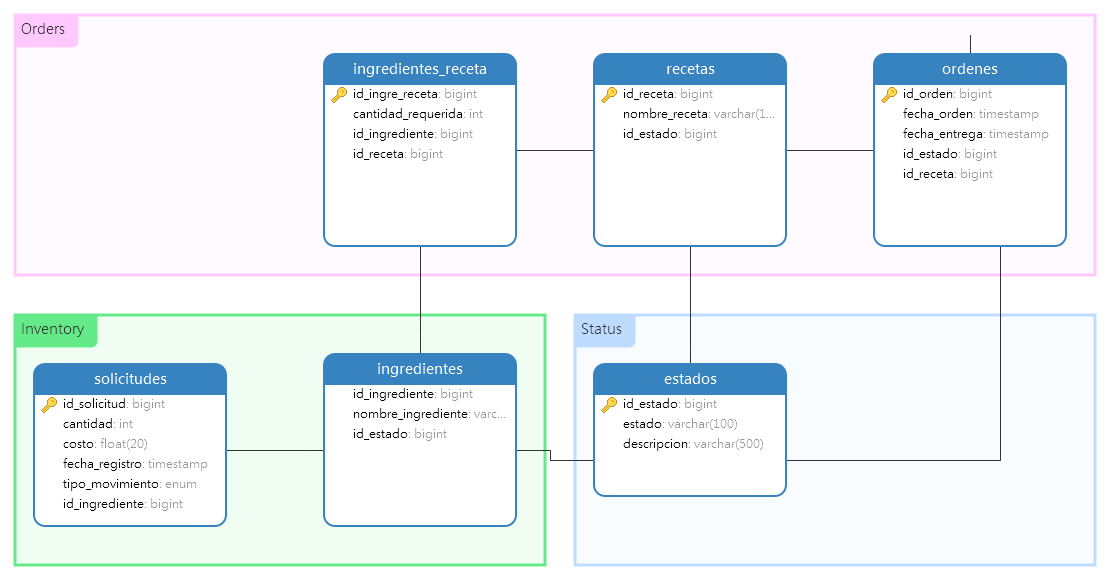 Orders
ingredientes_receta
id_ingre_receta: bigint
cantidad_requerida: int
id_ingrediente: bigint
id_receta: bigint
recetas
id_receta: bigint
nombre_receta: varchar(1...
id_estado: bigint
ordenes
id_orden: bigint
fecha_orden: timestamp
fecha_entrega: timestamp
id_estado: bigint
id_receta: bigint
Inventory
solicitudes
id_solicitud: bigint
cantidad: int
costo: float(20)
fecha_registro: timestamp
tipo_movimiento: enum
id_ingrediente: bigint
ingredientes
id_ingrediente: bigint
nombre_ingrediente: varc...
id_estado: bigint
Status
estados
id_estado: bigint
estado: varchar(100)
descripcion: varchar(500)